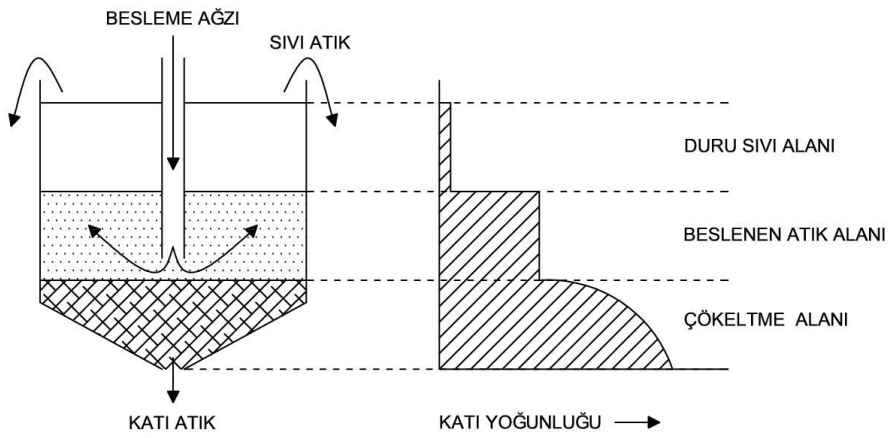 BESLEME AĞZI
SIVI ATIK
DURU SIVI ALANI
BESLENEN ATIK ALANI
ÇÖKELTME ALANI
KATI ATIK
KATI YOĞUNLUĞU